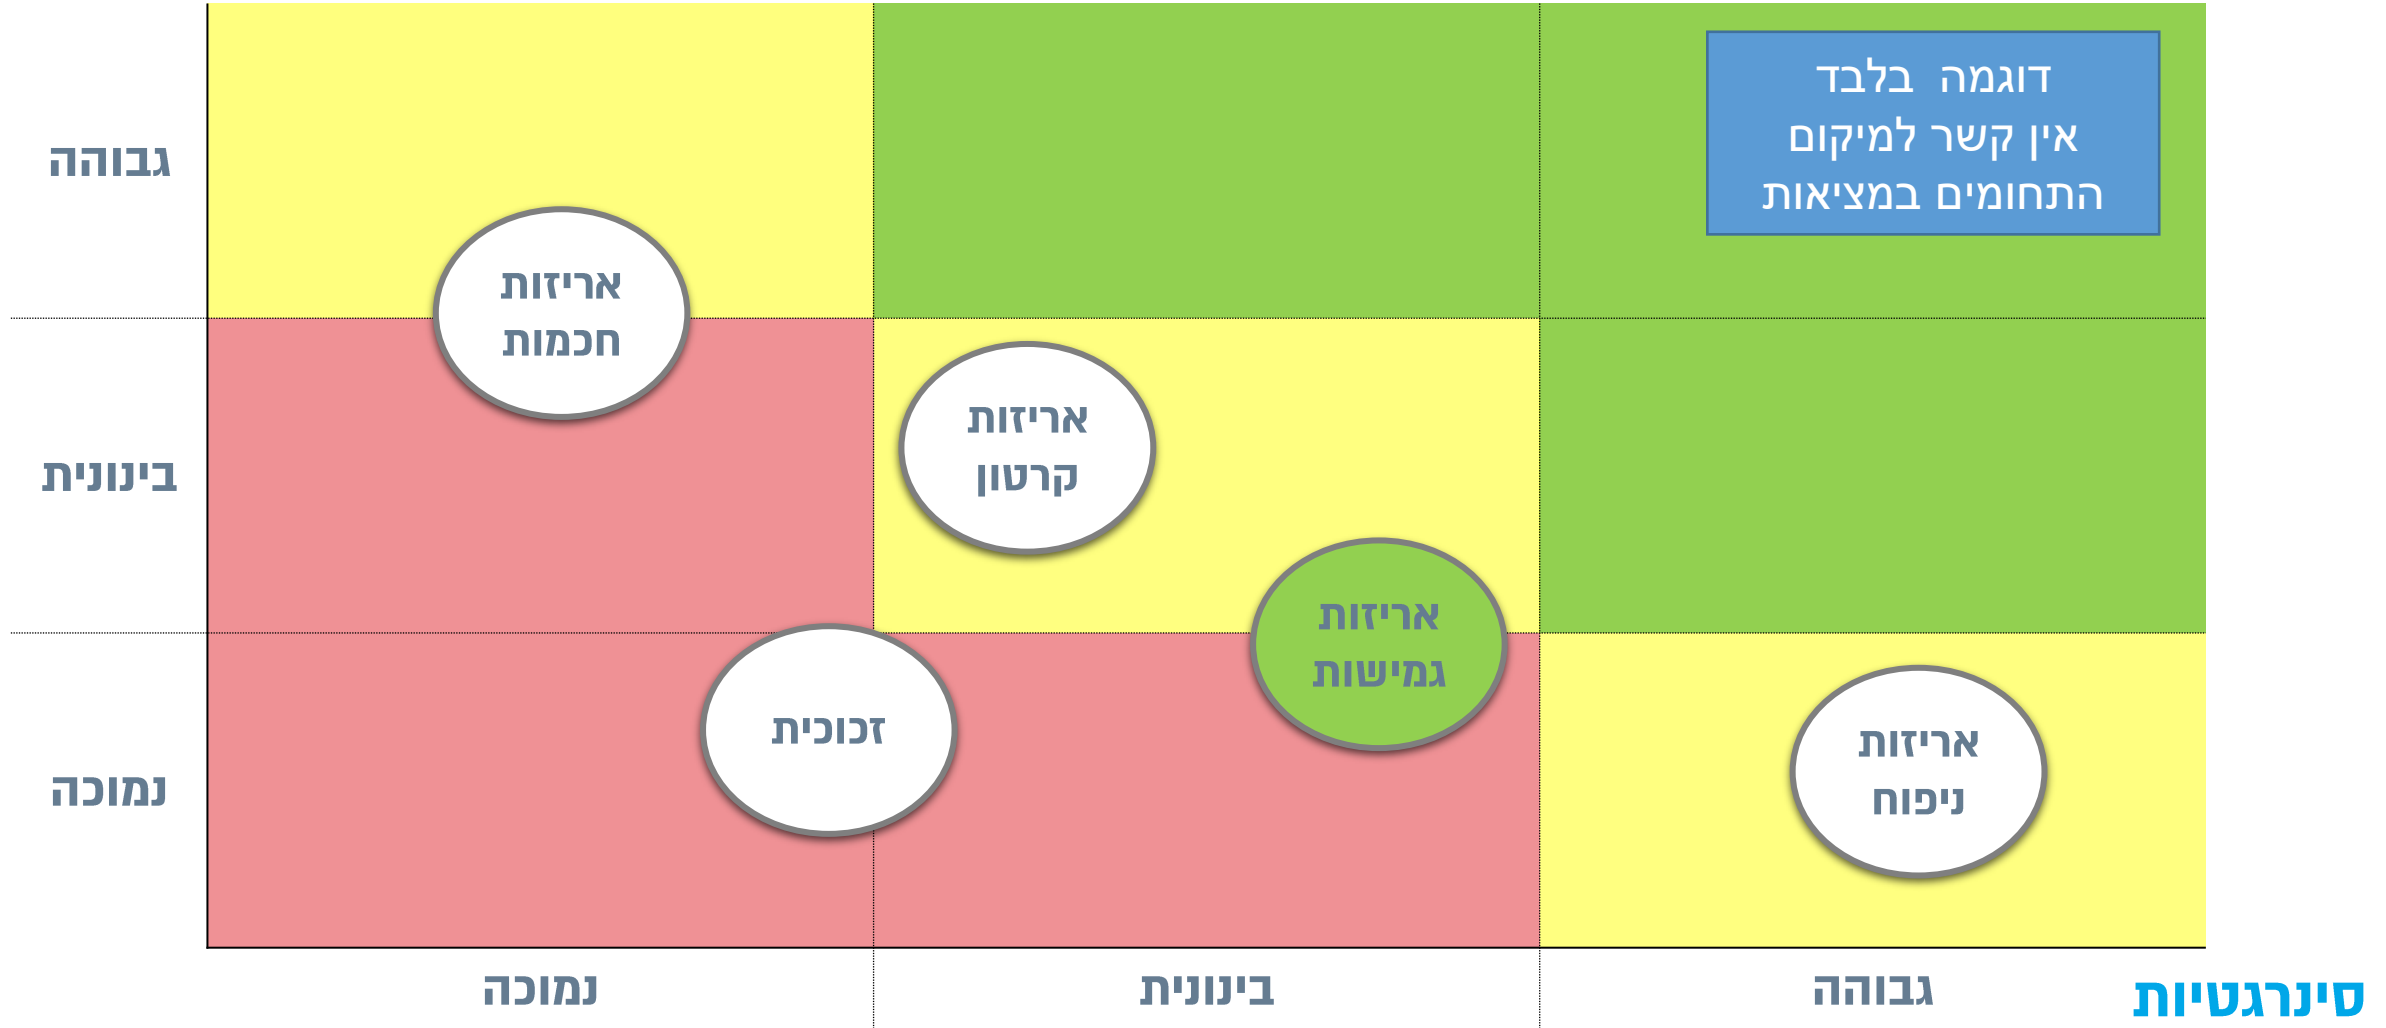 דוגמה בלבד
אין קשר למיקום
התחומים במציאות
גבוהה
אריזות
חכמות
בינונית
אריזות
קרטון
אריזות
גמישות
נמוכה
זכוכית
אריזות
ניפוח
נמוכה
בינונית
גבוהה
סינרגטיות